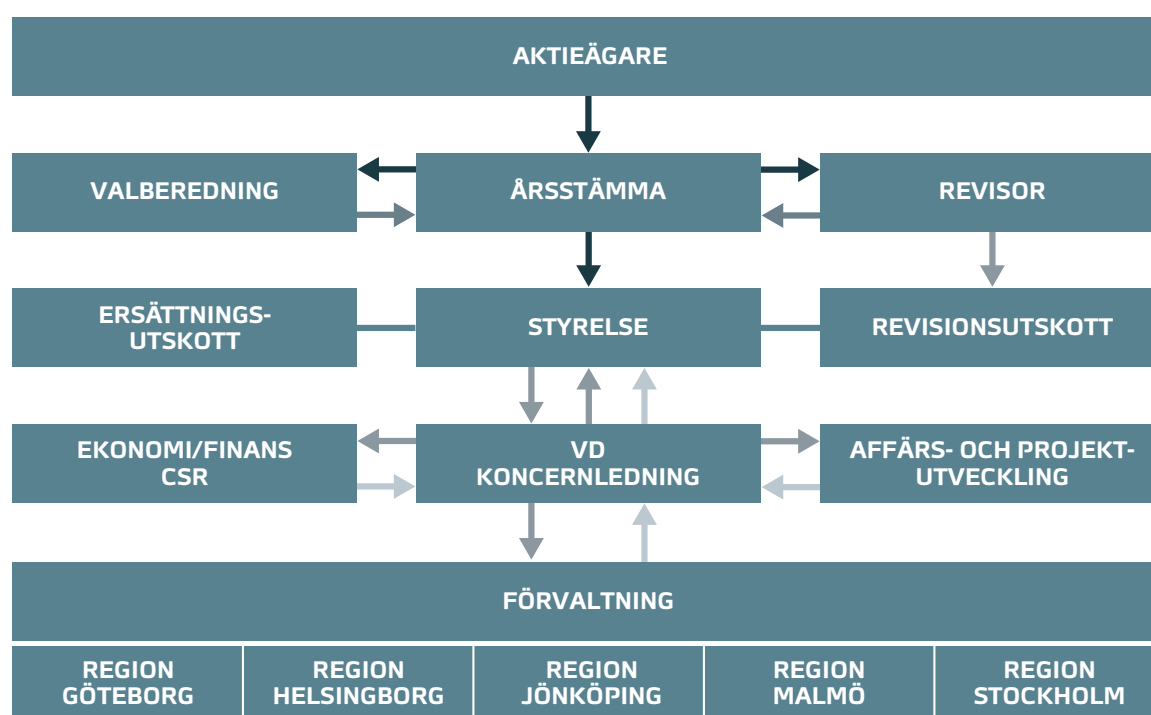 AKTIEÄGARE
VALBEREDNING
ÅRSSTÄMMA
REVISOR
ERSÄTTNINGS-
UTSKOTT
STYRELSE
REVISIONSUTSKOTT
EKONOMI/FINANS
CSR
VD
KONCERNLEDNING
AFFÄRS- OCH PROJEKT-
UTVECKLING
FÖRVALTNING
REGION
GÖTEBORG
REGION
HELSINGBORG
REGION
JÖNKÖPING
REGION
MALMÖ
REGION
STOCKHOLM